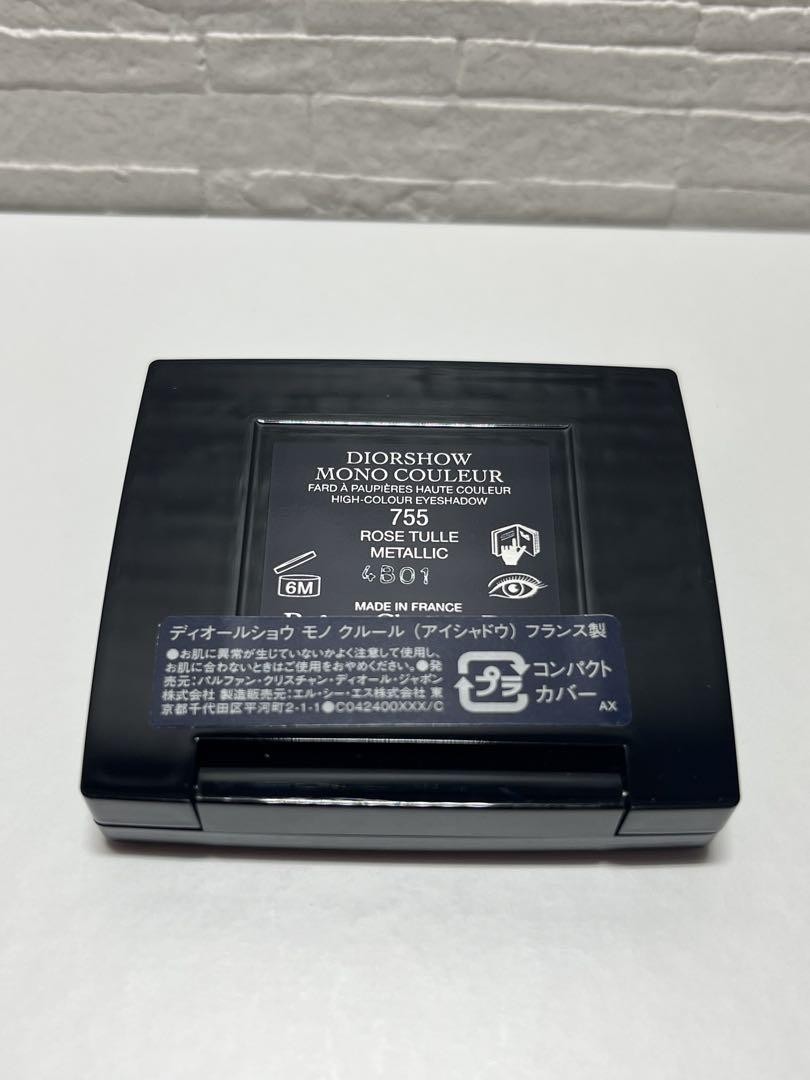 DIORSHOW
MONO COULEUR
FARD À PAUPIÈRES HAUTE COULEUR
HIGH-COLOUR EYESHADOW
755
ROSE TULLE
METALLIC
4B01
6M
MADE IN FRANCE
ディオールショウ モノ クルール（アイシャドウ）フランス製
●お肌に異常が生じていないかよく注意して使用し、
お肌に合わないときはご使用をおやめください。●発
売元：パルファン・クリスチャン・ディオール・ジャポン
株式会社 製造販売元：エル・シー・エス株式会社 東
京都千代田区平河町2-1-1●C042400XXX/C
プラ
コンパクト
カバー
AX